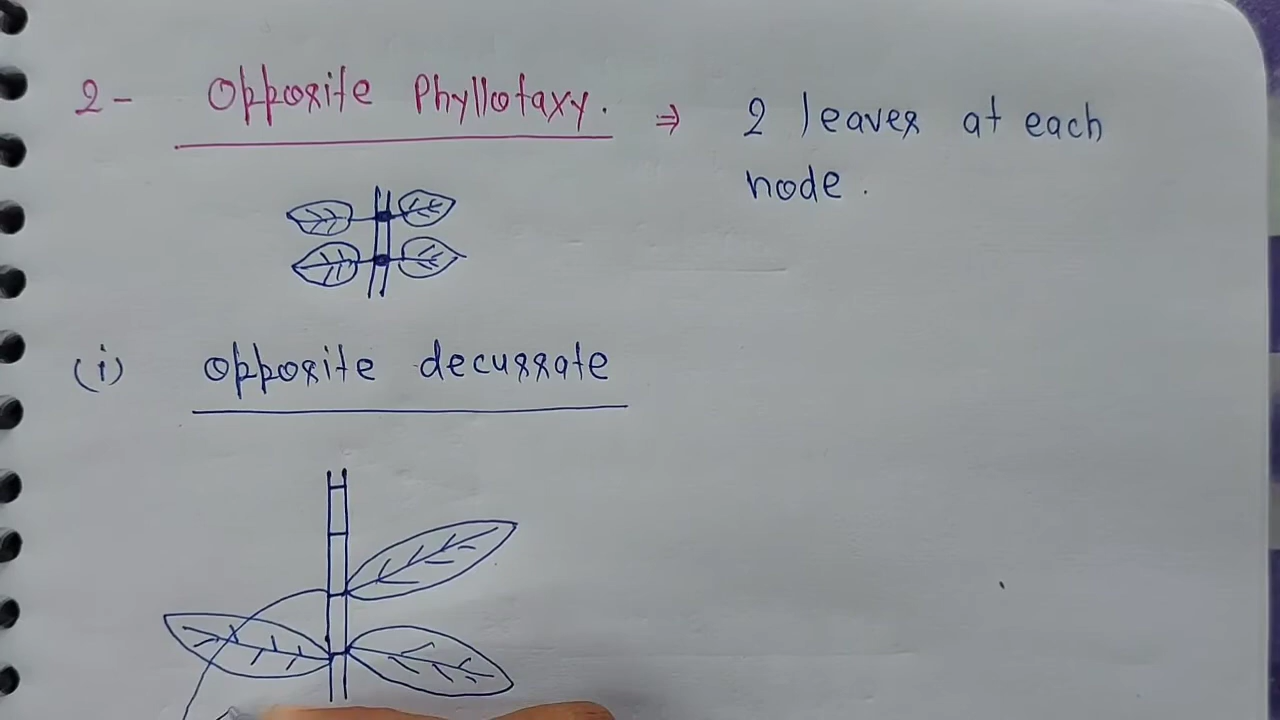 2- Opposite Phyllotaxy. ⇒ 2 leaves at each
node.
(i) opposite decussate